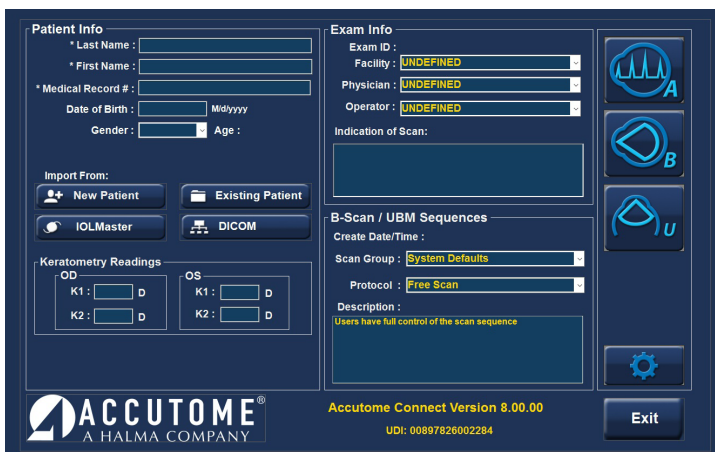 Patient Info
* Last Name :
* First Name :
* Medical Record # :
Date of Birth :
M/d/yyyy
Gender :
Age :
Import From:
New Patient
Existing Patient
IOLMaster
DICOM
Keratometry Readings
OD
K1 :
D
K2 :
D
OS
K1 :
D
K2 :
D
Exam Info
Exam ID :
Facility : UNDEFINED
Physician : UNDEFINED
Operator : UNDEFINED
Indication of Scan:
B-Scan / UBM Sequences
Create Date/Time :
Scan Group : System Defaults
Protocol : Free Scan
Description :
Users have full control of the scan sequence
A
B
U
ACCUTOME®
A HALMA COMPANY
Accutome Connect Version 8.00.00
UDI: 00897826002284
Exit